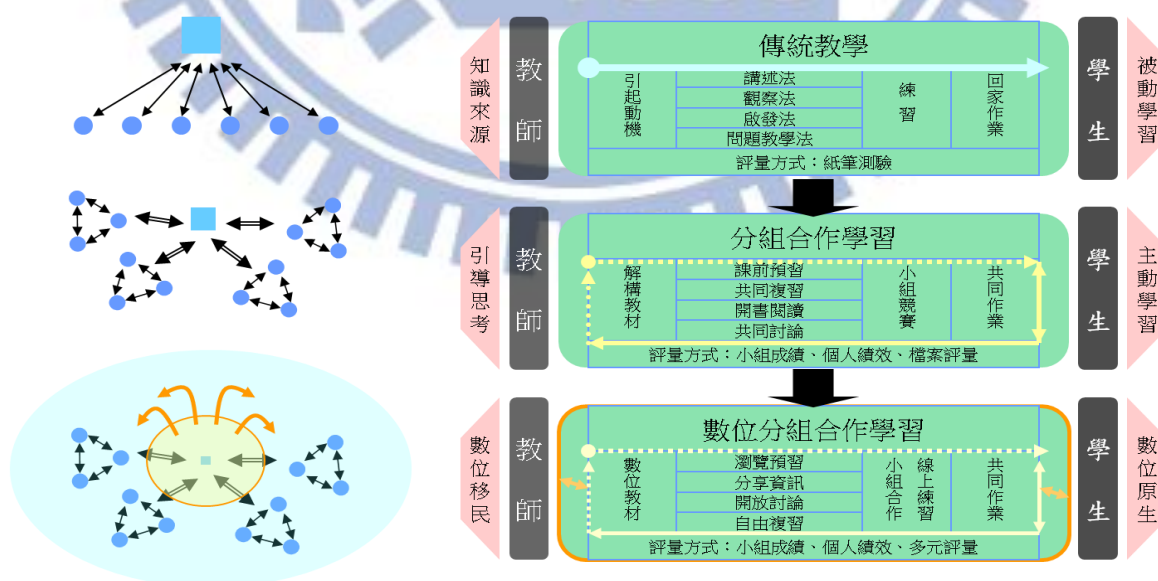 知識來源
教師
傳統教學
引起動機
講述法
觀察法
啟發法
問題教學法
練習
回家作業
評量方式：紙筆測驗
學生
被動學習
引導思考
教師
分組合作學習
解構教材
課前預習
共同複習
開書閱讀
共同討論
小組競賽
共同作業
評量方式：小組成績、個人績效、檔案評量
學生
主動學習
數位移民
教師
數位分組合作學習
數位教材
瀏覽預習
分享資訊
開放討論
自由複習
小組合作
線上練習
共同作業
評量方式：小組成績、個人績效、多元評量
學生
數位原生